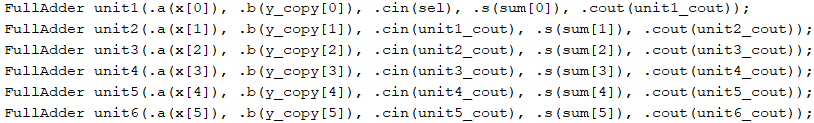 FullAdder unit1(.a(x[0]), .b(y_copy[0]), .cin(sel), .s(sum[0]), .cout(unit1_cout));
FullAdder unit2(.a(x[1]), .b(y_copy[1]), .cin(unit1_cout), .s(sum[1]), .cout(unit2_cout));
FullAdder unit3(.a(x[2]), .b(y_copy[2]), .cin(unit2_cout), .s(sum[2]), .cout(unit3_cout));
FullAdder unit4(.a(x[3]), .b(y_copy[3]), .cin(unit3_cout), .s(sum[3]), .cout(unit4_cout));
FullAdder unit5(.a(x[4]), .b(y_copy[4]), .cin(unit4_cout), .s(sum[4]), .cout(unit5_cout));
FullAdder unit6(.a(x[5]), .b(y_copy[5]), .cin(unit5_cout), .s(sum[5]), .cout(unit6_cout));